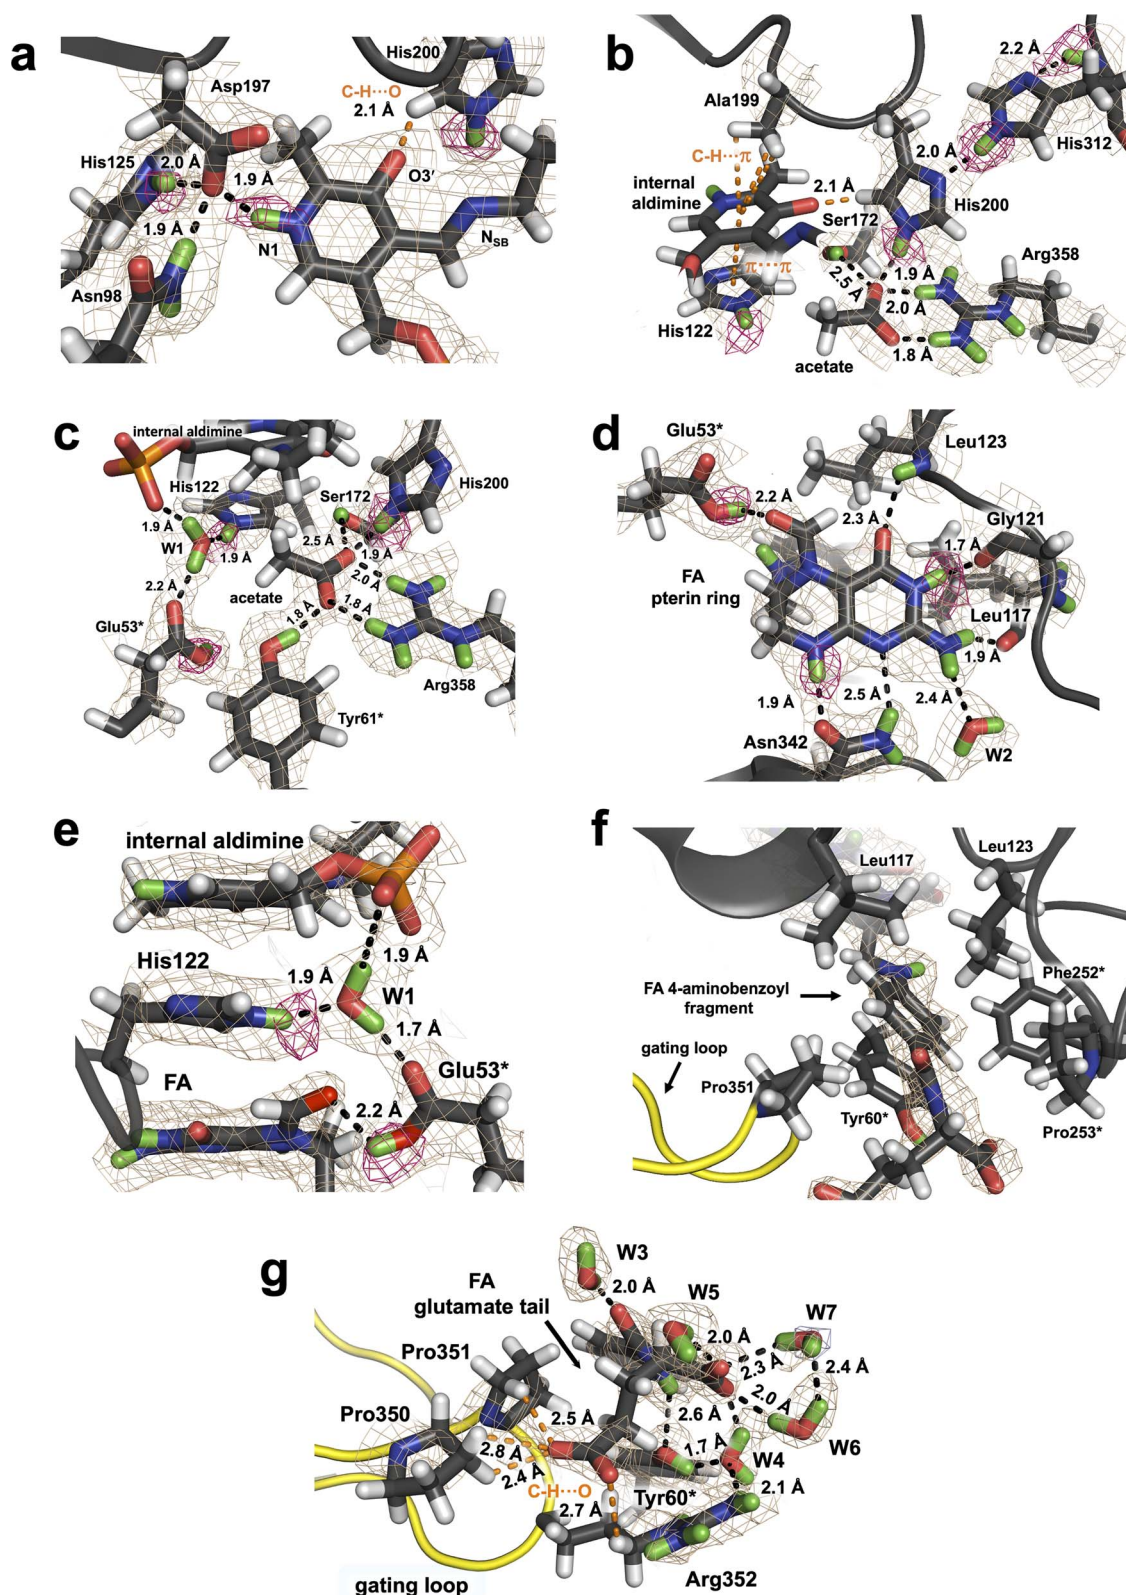 a
His200
Asp197
C-H···O
2.1 Å
His125
2.0 Å
1.9 Å
O3′
1.9 Å
N1
N_SB
Asn98
b
2.2 Å
Ala199
His312
2.0 Å
C-H···π
internal
aldimine
2.1 Å
His200
Ser172
π···π
Arg358
2.5 Å
1.9 Å
2.0 Å
His122
1.8 Å
acetate
c
internal aldimine
His122
Ser172
His200
1.9 Å
W1
2.5 Å
1.9 Å
1.9 Å
2.0 Å
2.2 Å
acetate
1.8 Å
1.8 Å
Glu53*
Arg358
Tyr61*
d
Glu53*
Leu123
2.2 Å
2.3 Å
Gly121
1.7 Å
FA
pterin ring
Leu117
1.9 Å
1.9 Å
2.5 Å
2.4 Å
Asn342
W2
e
internal aldimine
1.9 Å
His122
1.9 Å
W1
1.7 Å
Glu53*
FA
2.2 Å
f
Leu117
Leu123
Phe252*
FA 4-aminobenzoyl
fragment
gating loop
Pro351
Tyr60*
Pro253*
g
W3
2.0 Å
FA
glutamate tail
W5
W7
2.0 Å
2.3 Å
2.4 Å
Pro351
2.0 Å
Pro350
2.5 Å
2.6 Å
W6
2.8 Å
1.7 Å
W4
2.4 Å
C-H···O
Tyr60*
2.1 Å
2.7 Å
Arg352
gating loop